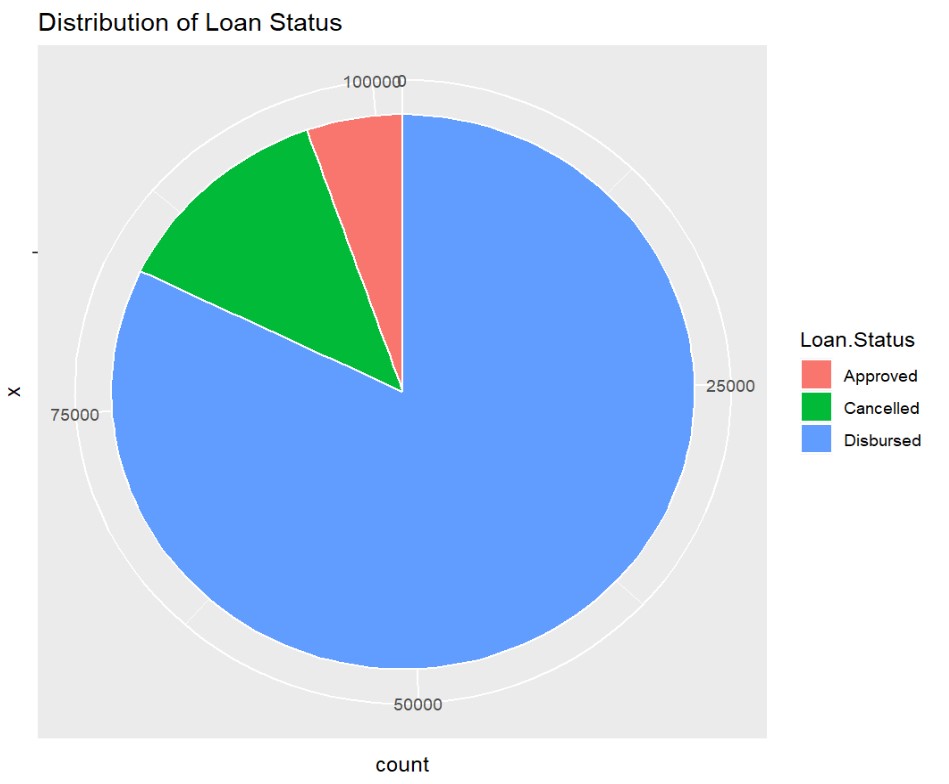 Distribution of Loan Status
100000
0
25000
75000
50000
x
count
Loan.Status
Approved
Cancelled
Disbursed